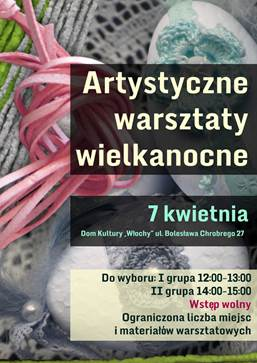 Artystyczne
warsztaty
wielkanocne
7 kwietnia
Dom Kultury „Włochy" ul. Bolesława Chrobrego 27
Do wyboru: I grupa 12:00-13:00
II grupa 14:00-15:00
Wstęp wolny
Ograniczona liczba miejsc
i materiałów warsztatowych